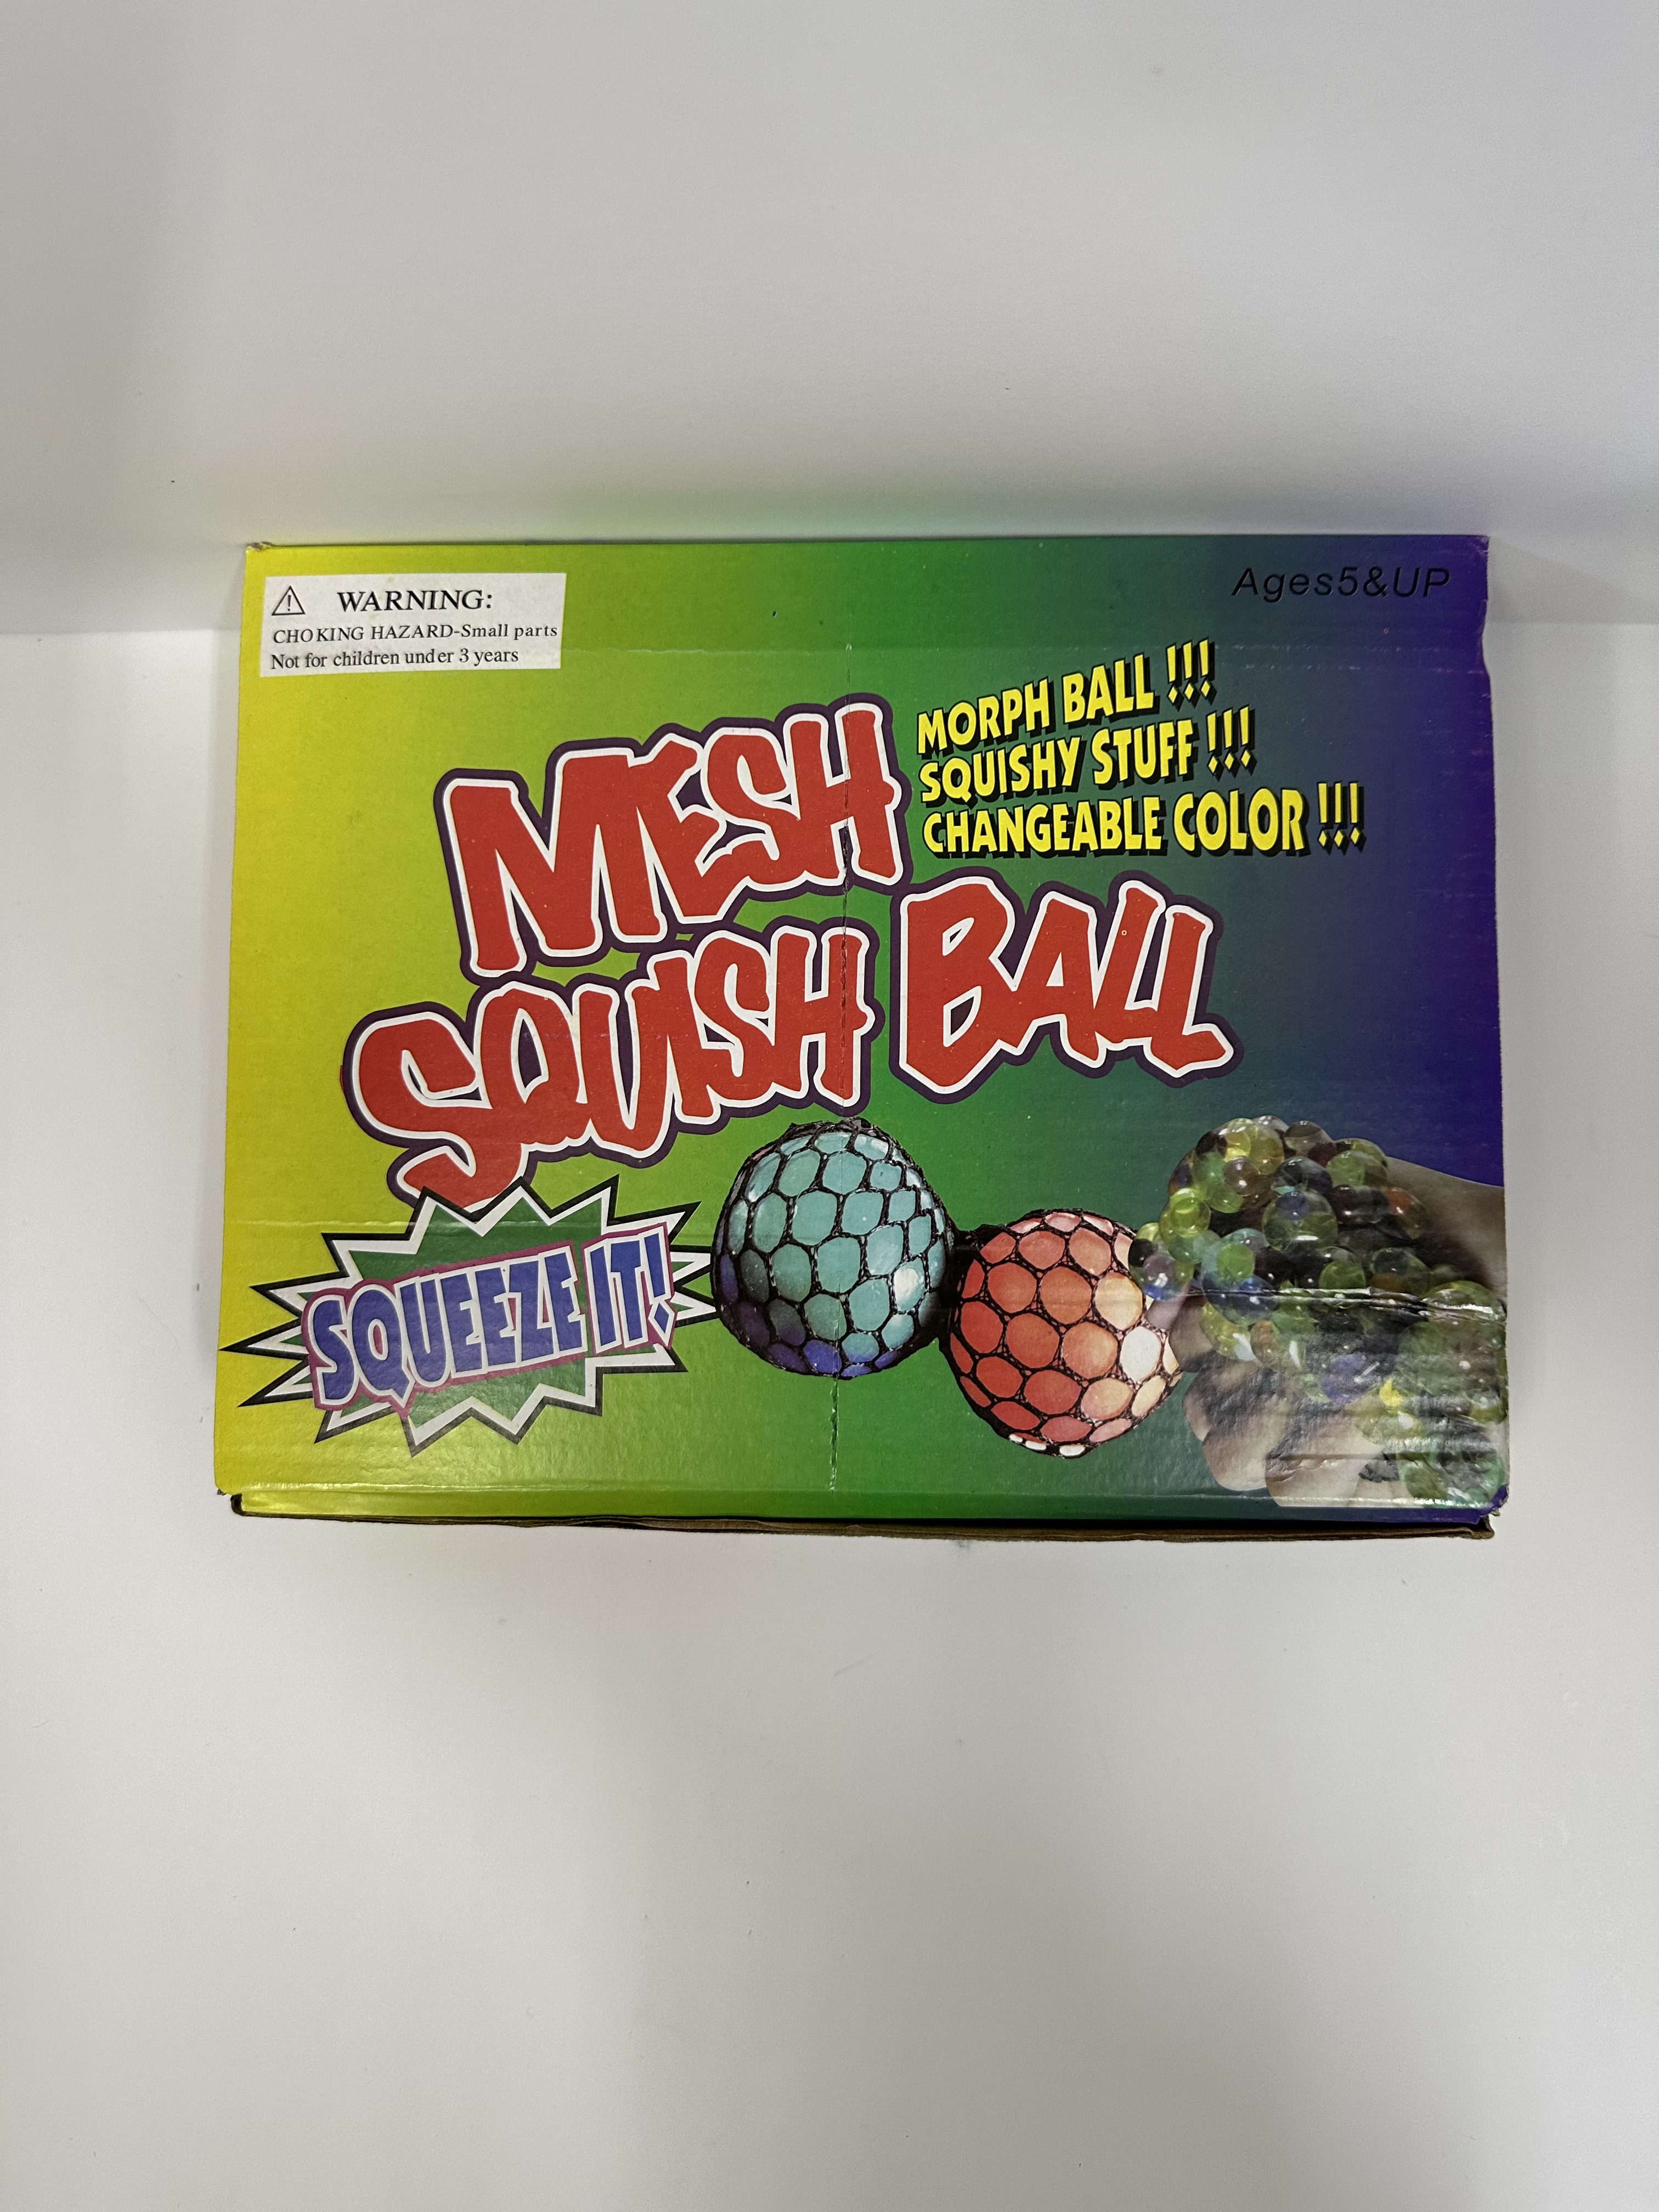 WARNING:
CHOKING HAZARD-Small parts
Not for children under 3 years
Ages5&UP
MORPH BALL !!!
SQUISHY STUFF !!!
CHANGEABLE COLOR !!!
MESH
SQUISH BALL
SQUEEZE IT!